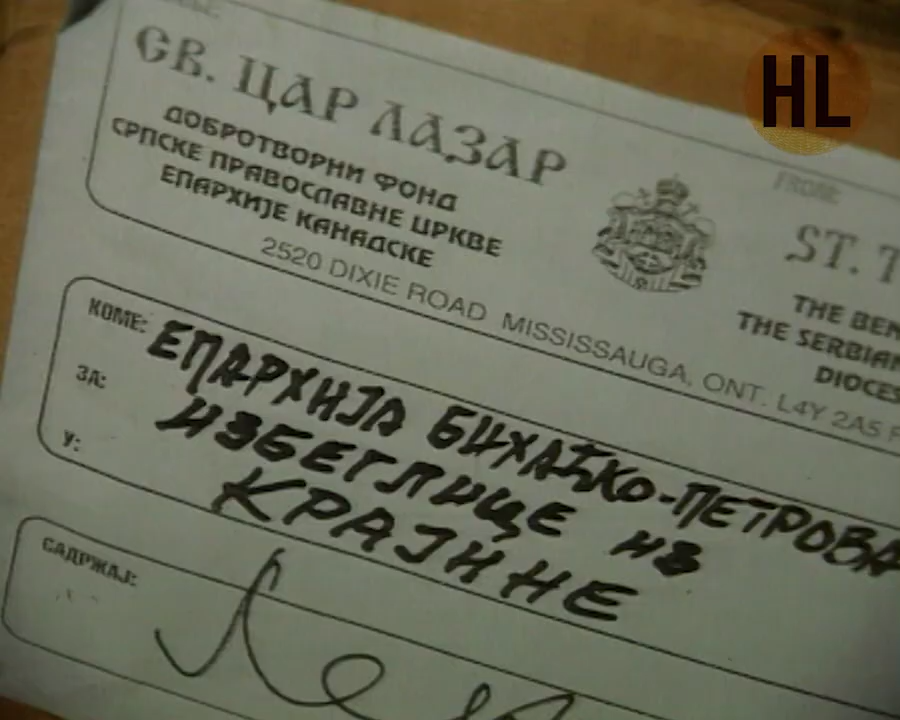 HL
СВ. ЦАР ЛАЗАР
ДОБРОТВОРНИ ФОНД
СРПСКЕ ПРАВОСЛАВНЕ ЦРКВЕ
ЕПАРХИЈЕ КАНАДСКЕ
2520 DIXIE ROAD MISSISSAUGA, ONT. L4Y 2A5
FROM:
ST. T
THE BEN
THE SERBIAN
DIOCES
КОМЕ: ЕПАРХИЈА БИХАЋКО-ПЕТРОВА
ЗА: ИЗБЕГЛИЦЕ ИЗ
У: КРАЈИНЕ
САДРЖАЈ: